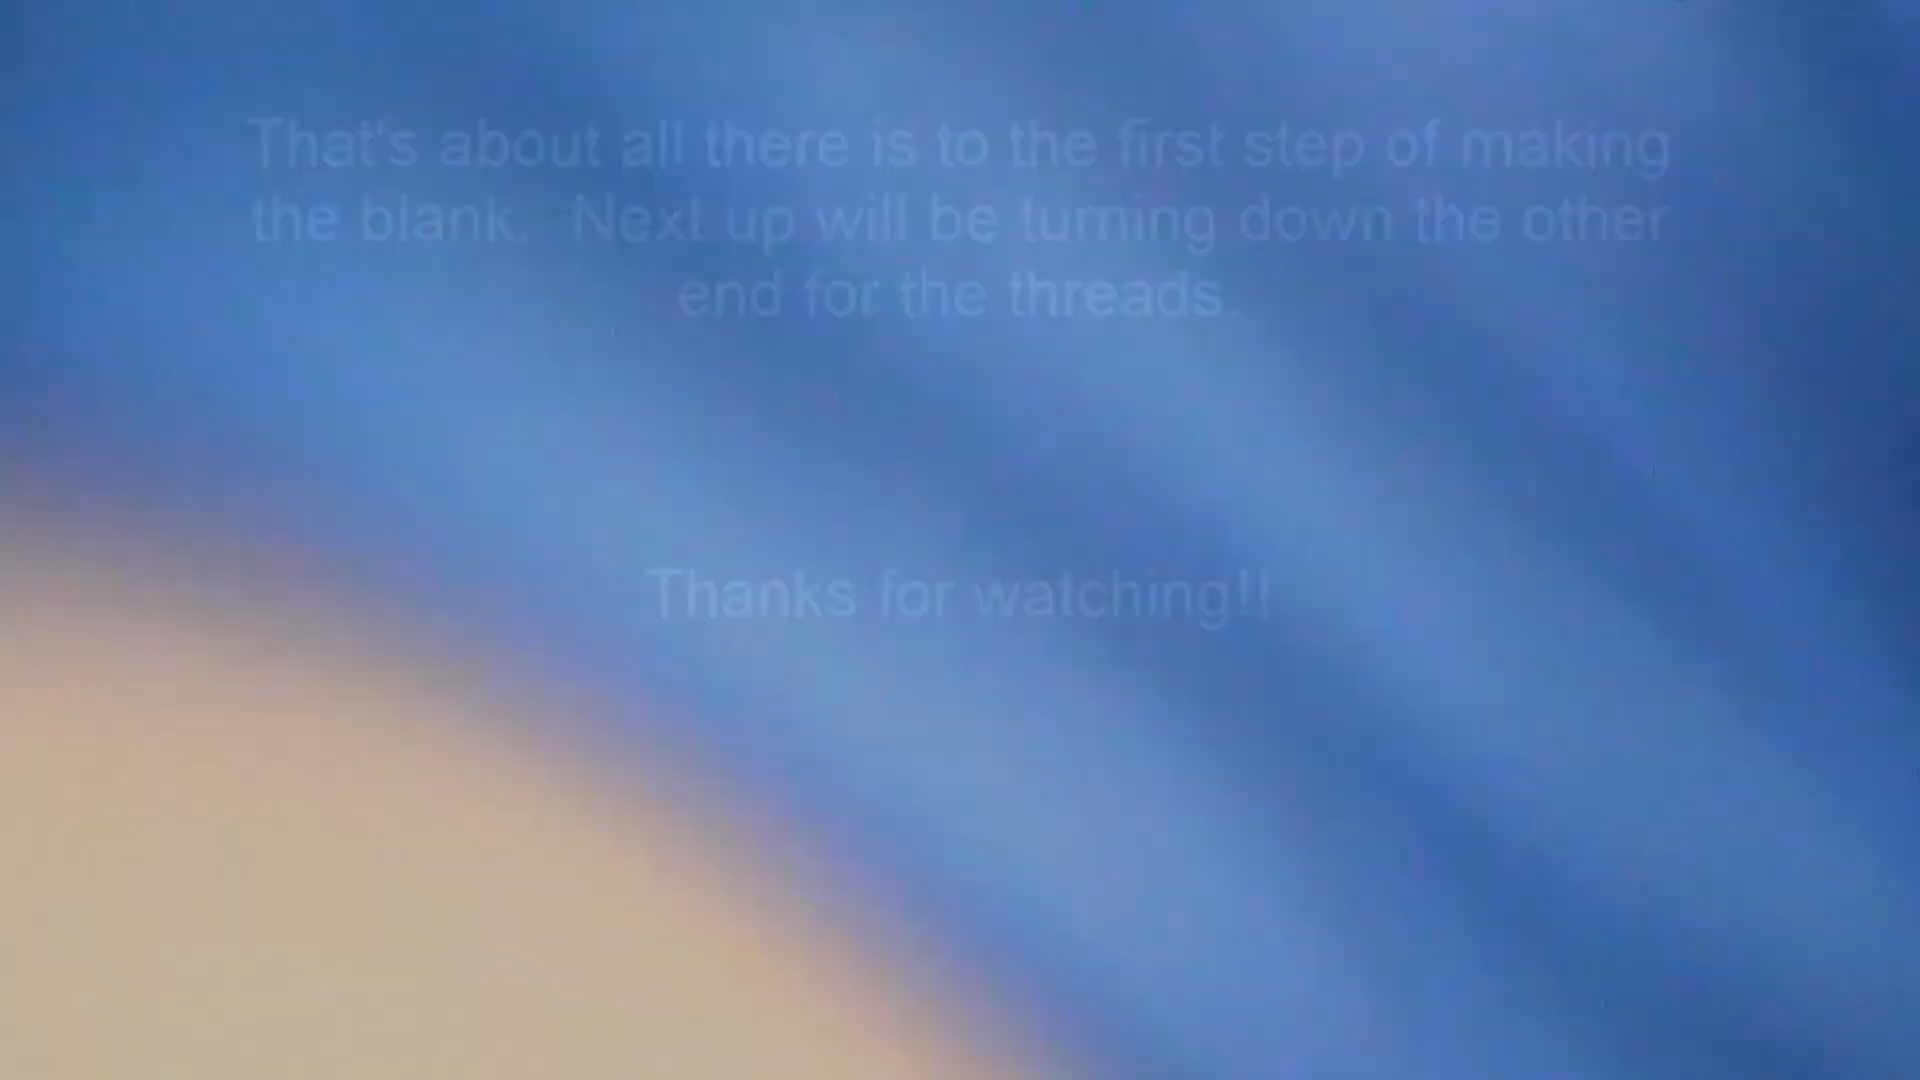 That's about all there is to the first step of making
the blank.  Next up will be turning down the other
end for the threads.
Thanks for watching!!